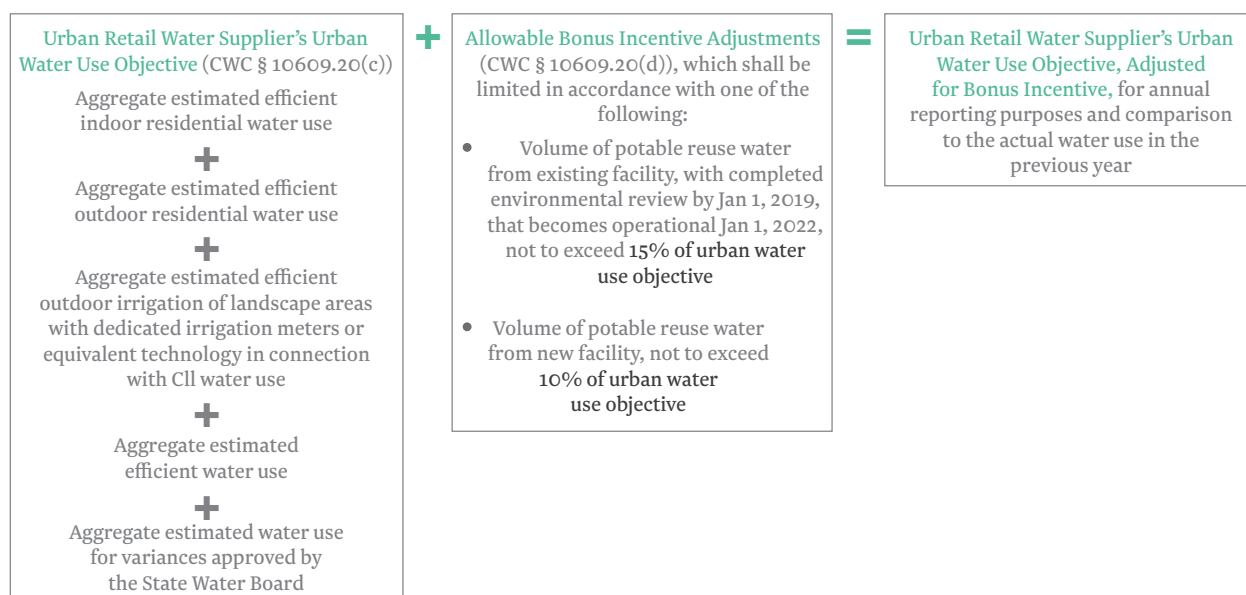 Urban Retail Water Supplier’s Urban
Water Use Objective (CWC § 10609.20(c))
Aggregate estimated efficient
indoor residential water use
+
Aggregate estimated efficient
outdoor residential water use
+
Aggregate estimated efficient
outdoor irrigation of landscape areas
with dedicated irrigation meters or
equivalent technology in connection
with Cll water use
+
Aggregate estimated
efficient water use
+
Aggregate estimated water use
for variances approved by
the State Water Board
+
Allowable Bonus Incentive Adjustments
(CWC § 10609.20(d)), which shall be
limited in accordance with one of the
following:
• Volume of potable reuse water
from existing facility, with completed
environmental review by Jan 1, 2019,
that becomes operational Jan 1, 2022,
not to exceed 15% of urban water
use objective
• Volume of potable reuse water
from new facility, not to exceed
10% of urban water
use objective
=
Urban Retail Water Supplier’s Urban
Water Use Objective, Adjusted
for Bonus Incentive, for annual
reporting purposes and comparison
to the actual water use in the
previous year